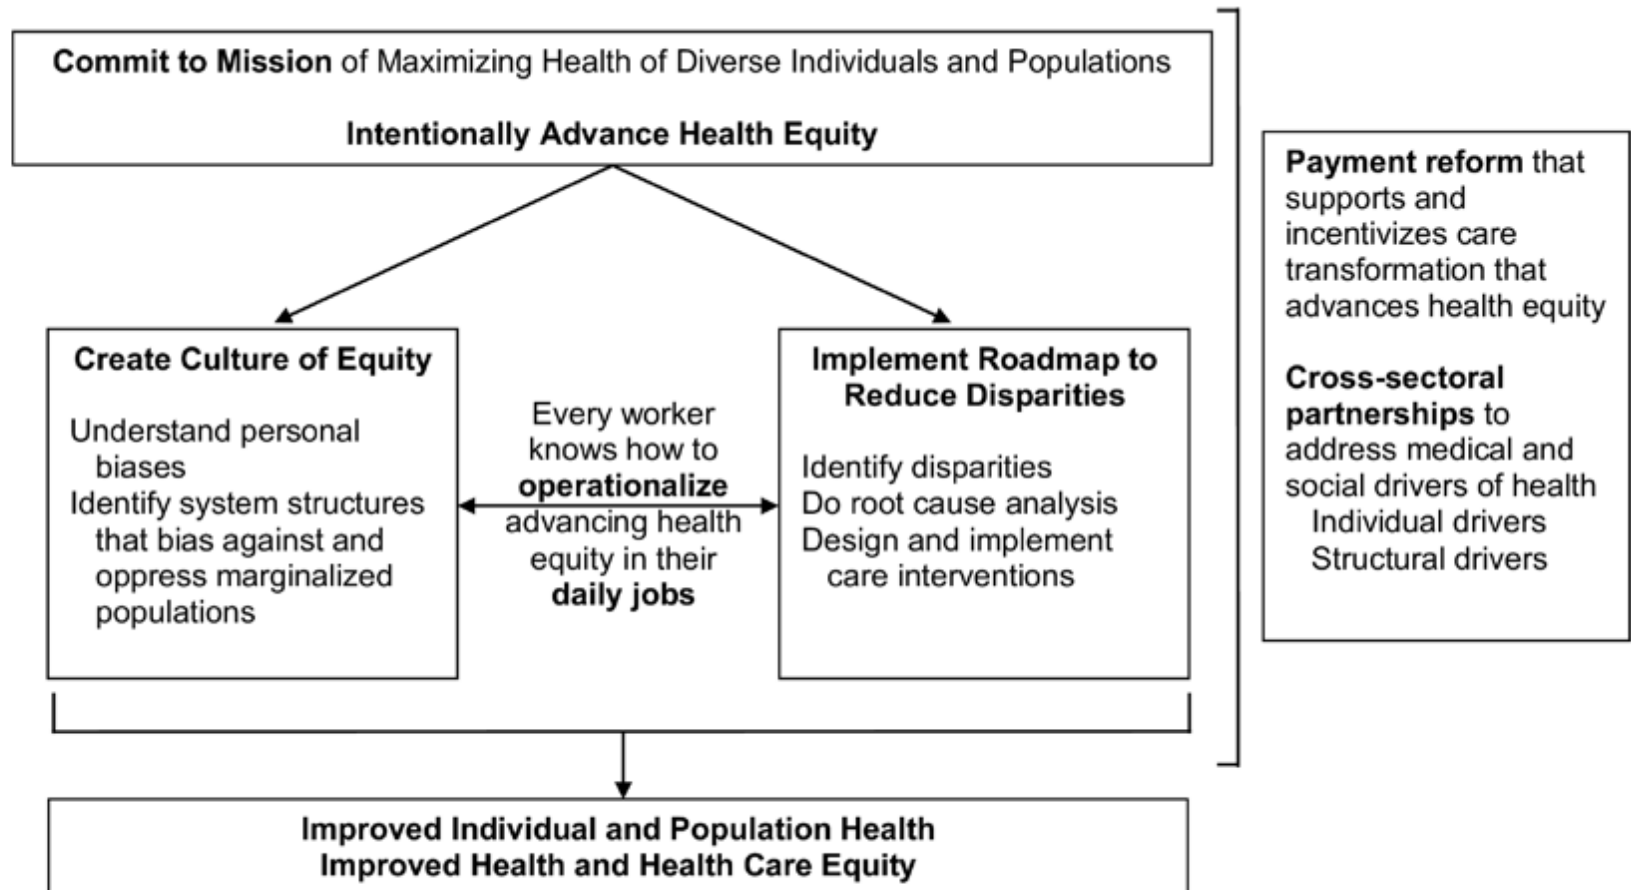 Commit to Mission of Maximizing Health of Diverse Individuals and Populations
Intentionally Advance Health Equity
Create Culture of Equity
Understand personal
biases
Identify system structures
that bias against and
oppress marginalized
populations
Every worker
knows how to
operationalize
advancing health
equity in their
daily jobs
Implement Roadmap to
Reduce Disparities
Identify disparities
Do root cause analysis
Design and implement
care interventions
Payment reform that
supports and
incentivizes care
transformation that
advances health equity
Cross-sectoral
partnerships to
address medical and
social drivers of health
Individual drivers
Structural drivers
Improved Individual and Population Health
Improved Health and Health Care Equity